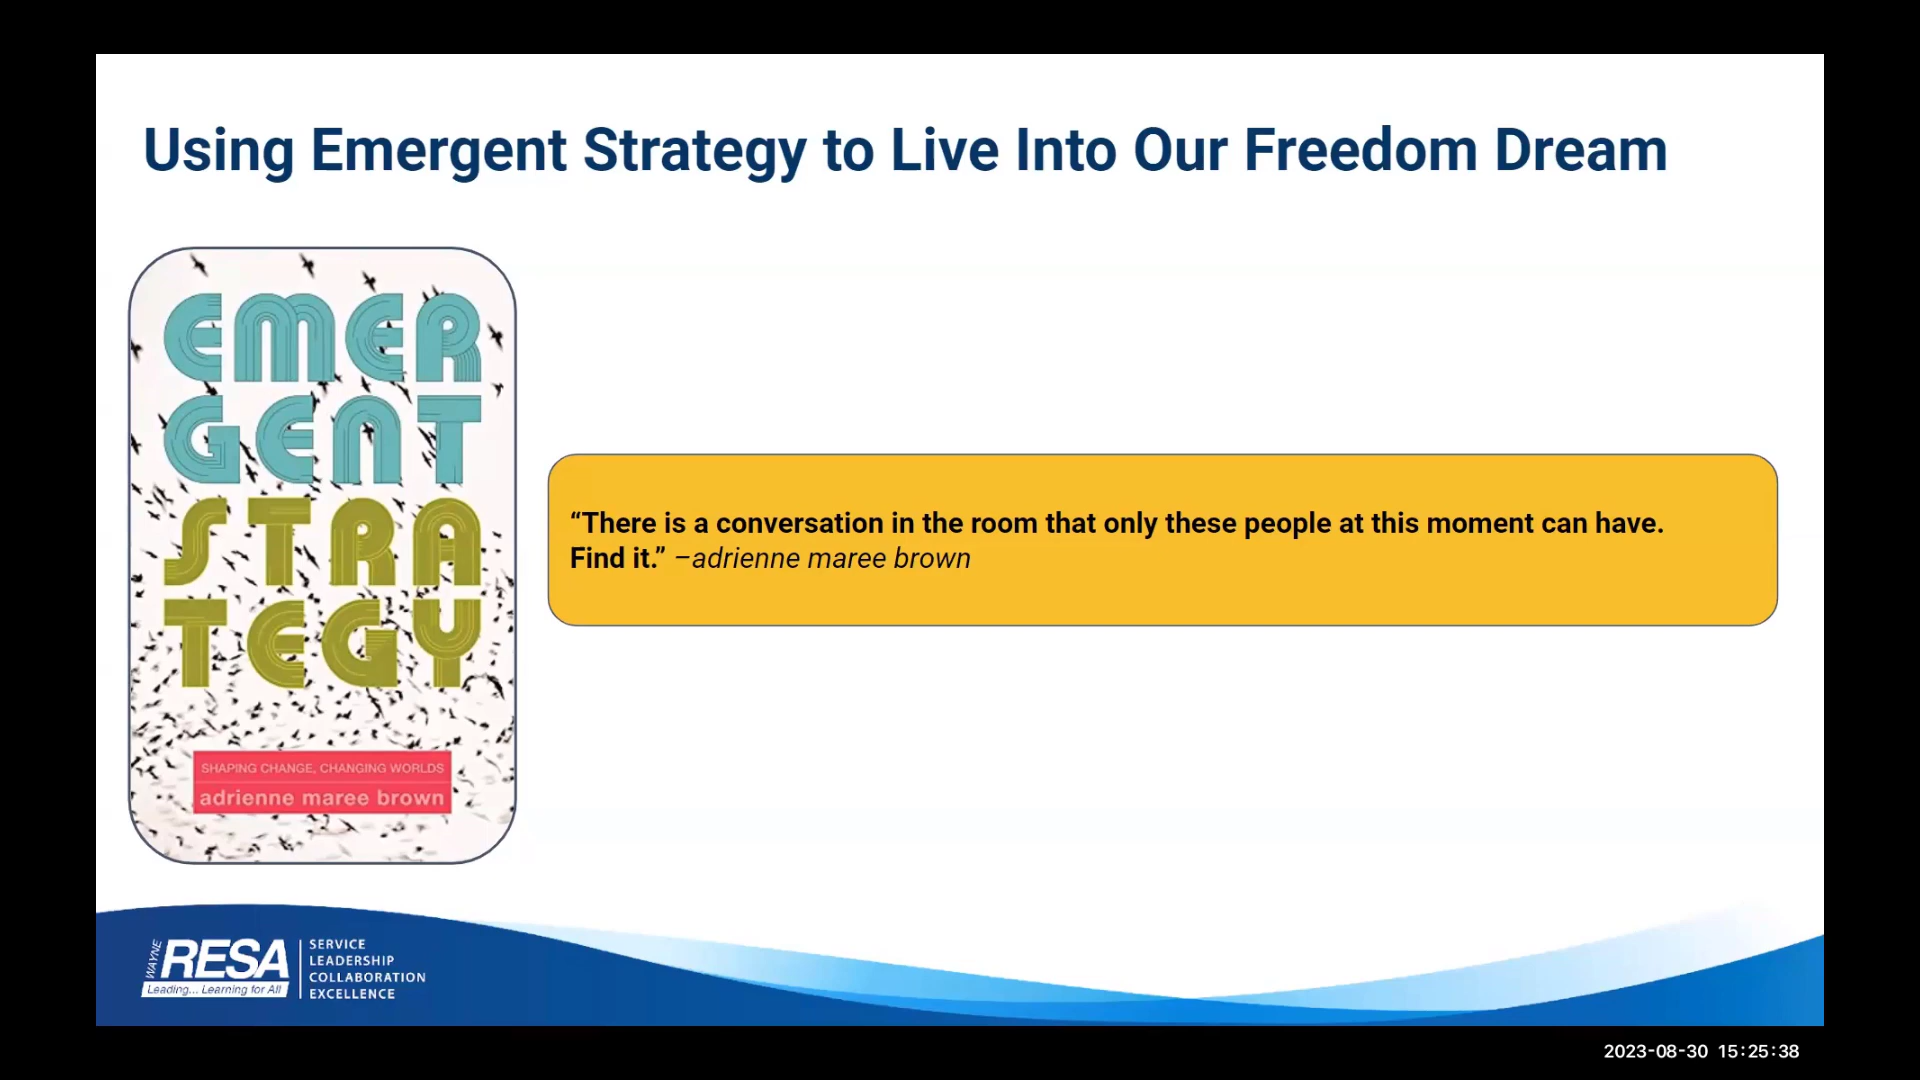 Using Emergent Strategy to Live Into Our Freedom Dream
EMER
GENT
STRA
TEGY
SHAPING CHANGE, CHANGING WORLDS
adrienne maree brown
“There is a conversation in the room that only these people at this moment can have.
Find it.” –adrienne maree brown
WAYNE
RESA
Leading... Learning for All
SERVICE
LEADERSHIP
COLLABORATION
EXCELLENCE
2023-08-30 15:25:38